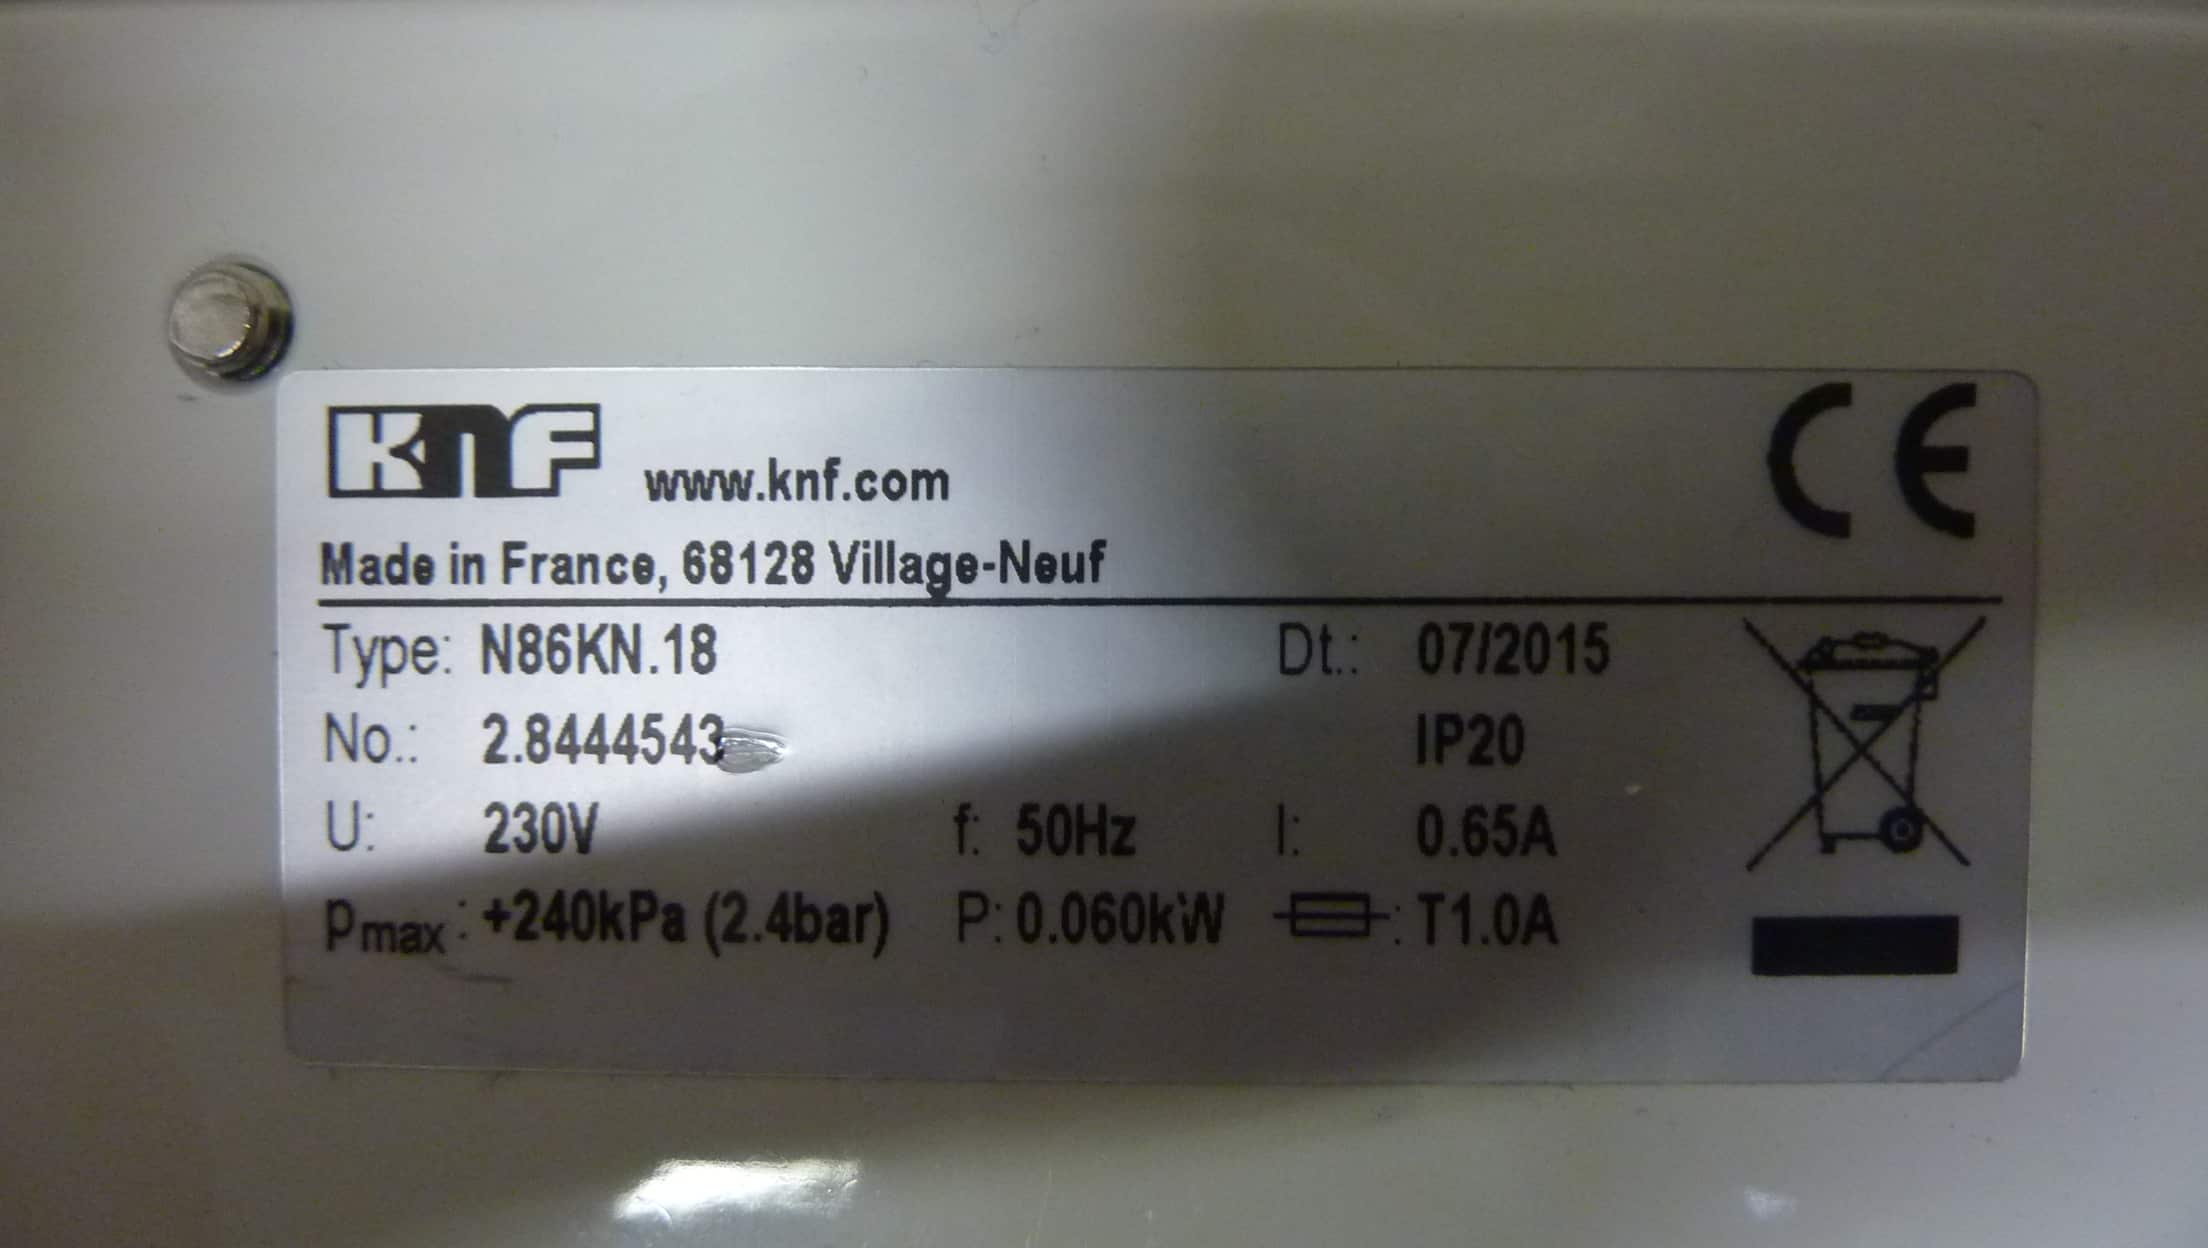 KNF www.knf.com CE
Made in France, 68128 Village-Neuf
Type: N86KN.18 Dt.: 07/2015
No.: 2.8444543 IP20
U: 230V f: 50Hz I: 0.65A
pmax: +240kPa (2.4bar) P: 0.060kW : T1.0A